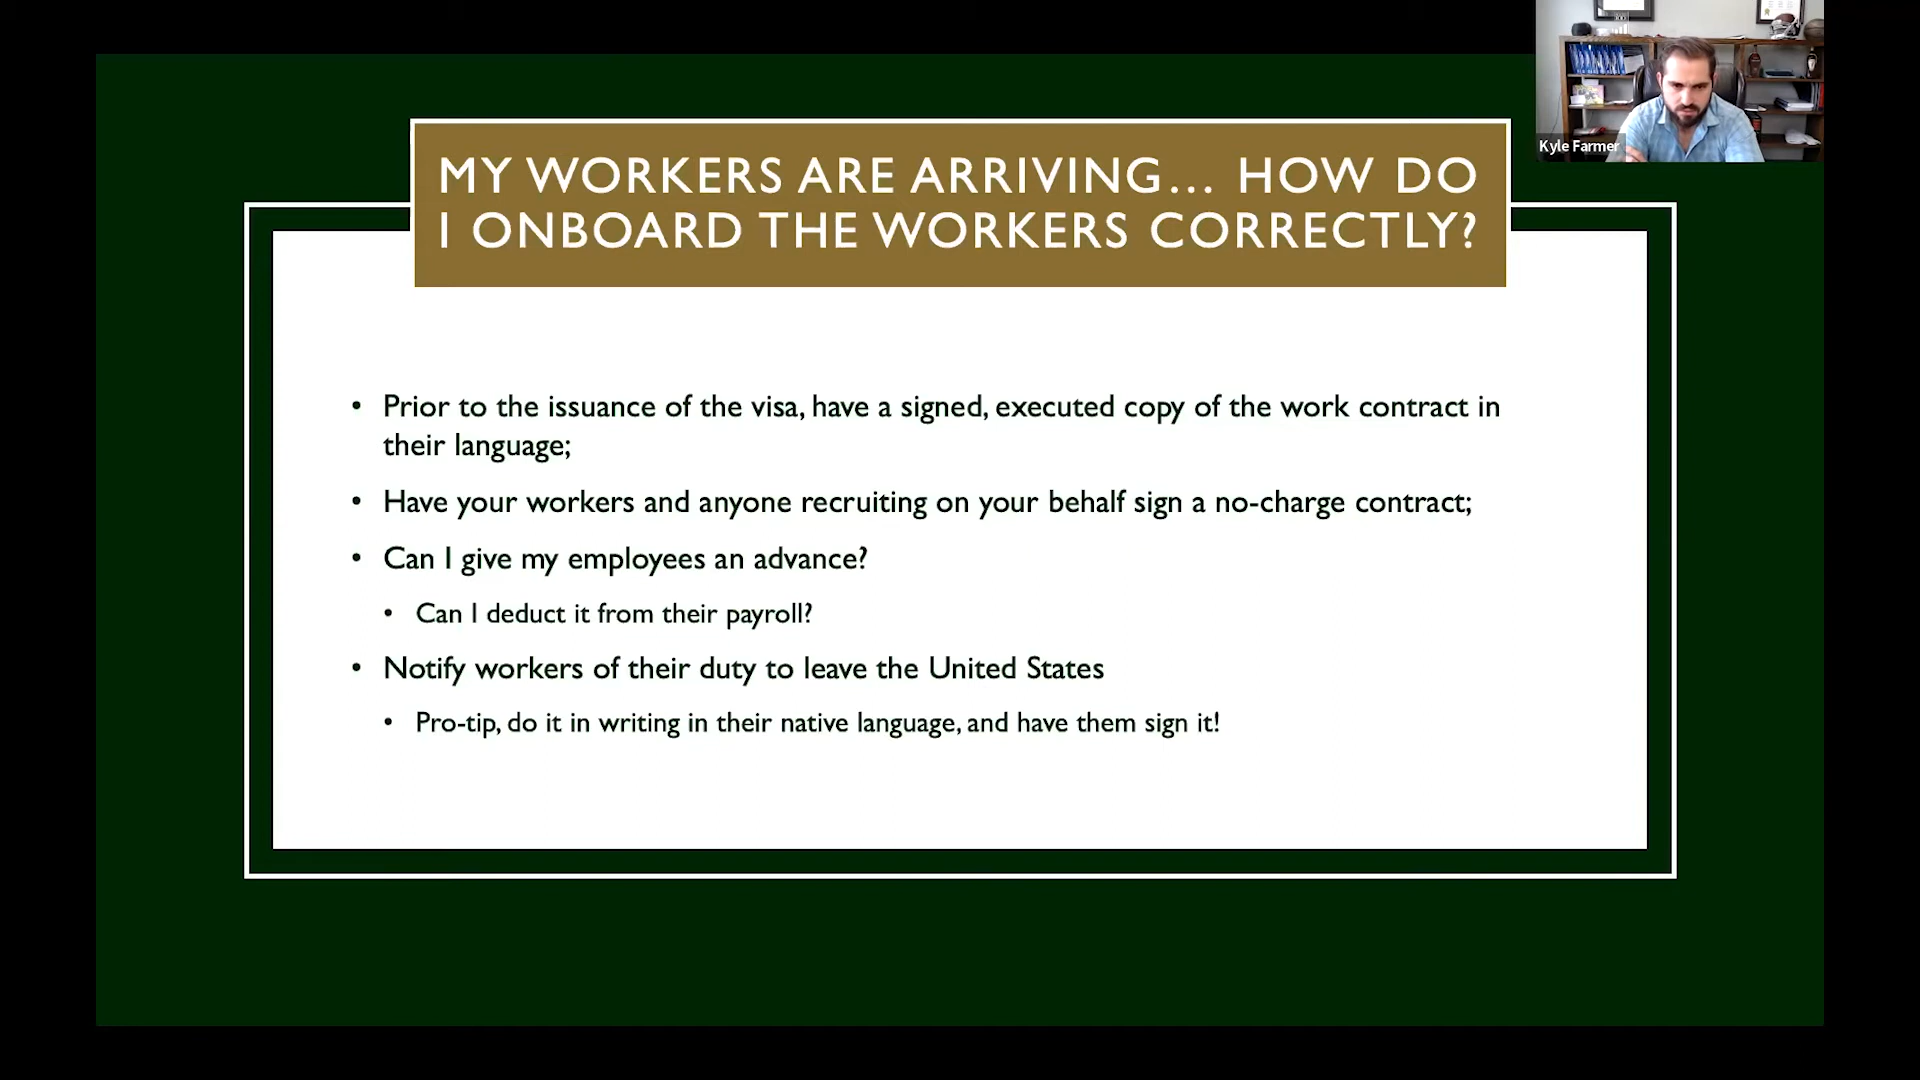 MY WORKERS ARE ARRIVING... HOW DO
I ONBOARD THE WORKERS CORRECTLY?
Kyle Farmer
• Prior to the issuance of the visa, have a signed, executed copy of the work contract in
their language;
• Have your workers and anyone recruiting on your behalf sign a no-charge contract;
• Can I give my employees an advance?
• Can I deduct it from their payroll?
• Notify workers of their duty to leave the United States
• Pro-tip, do it in writing in their native language, and have them sign it!